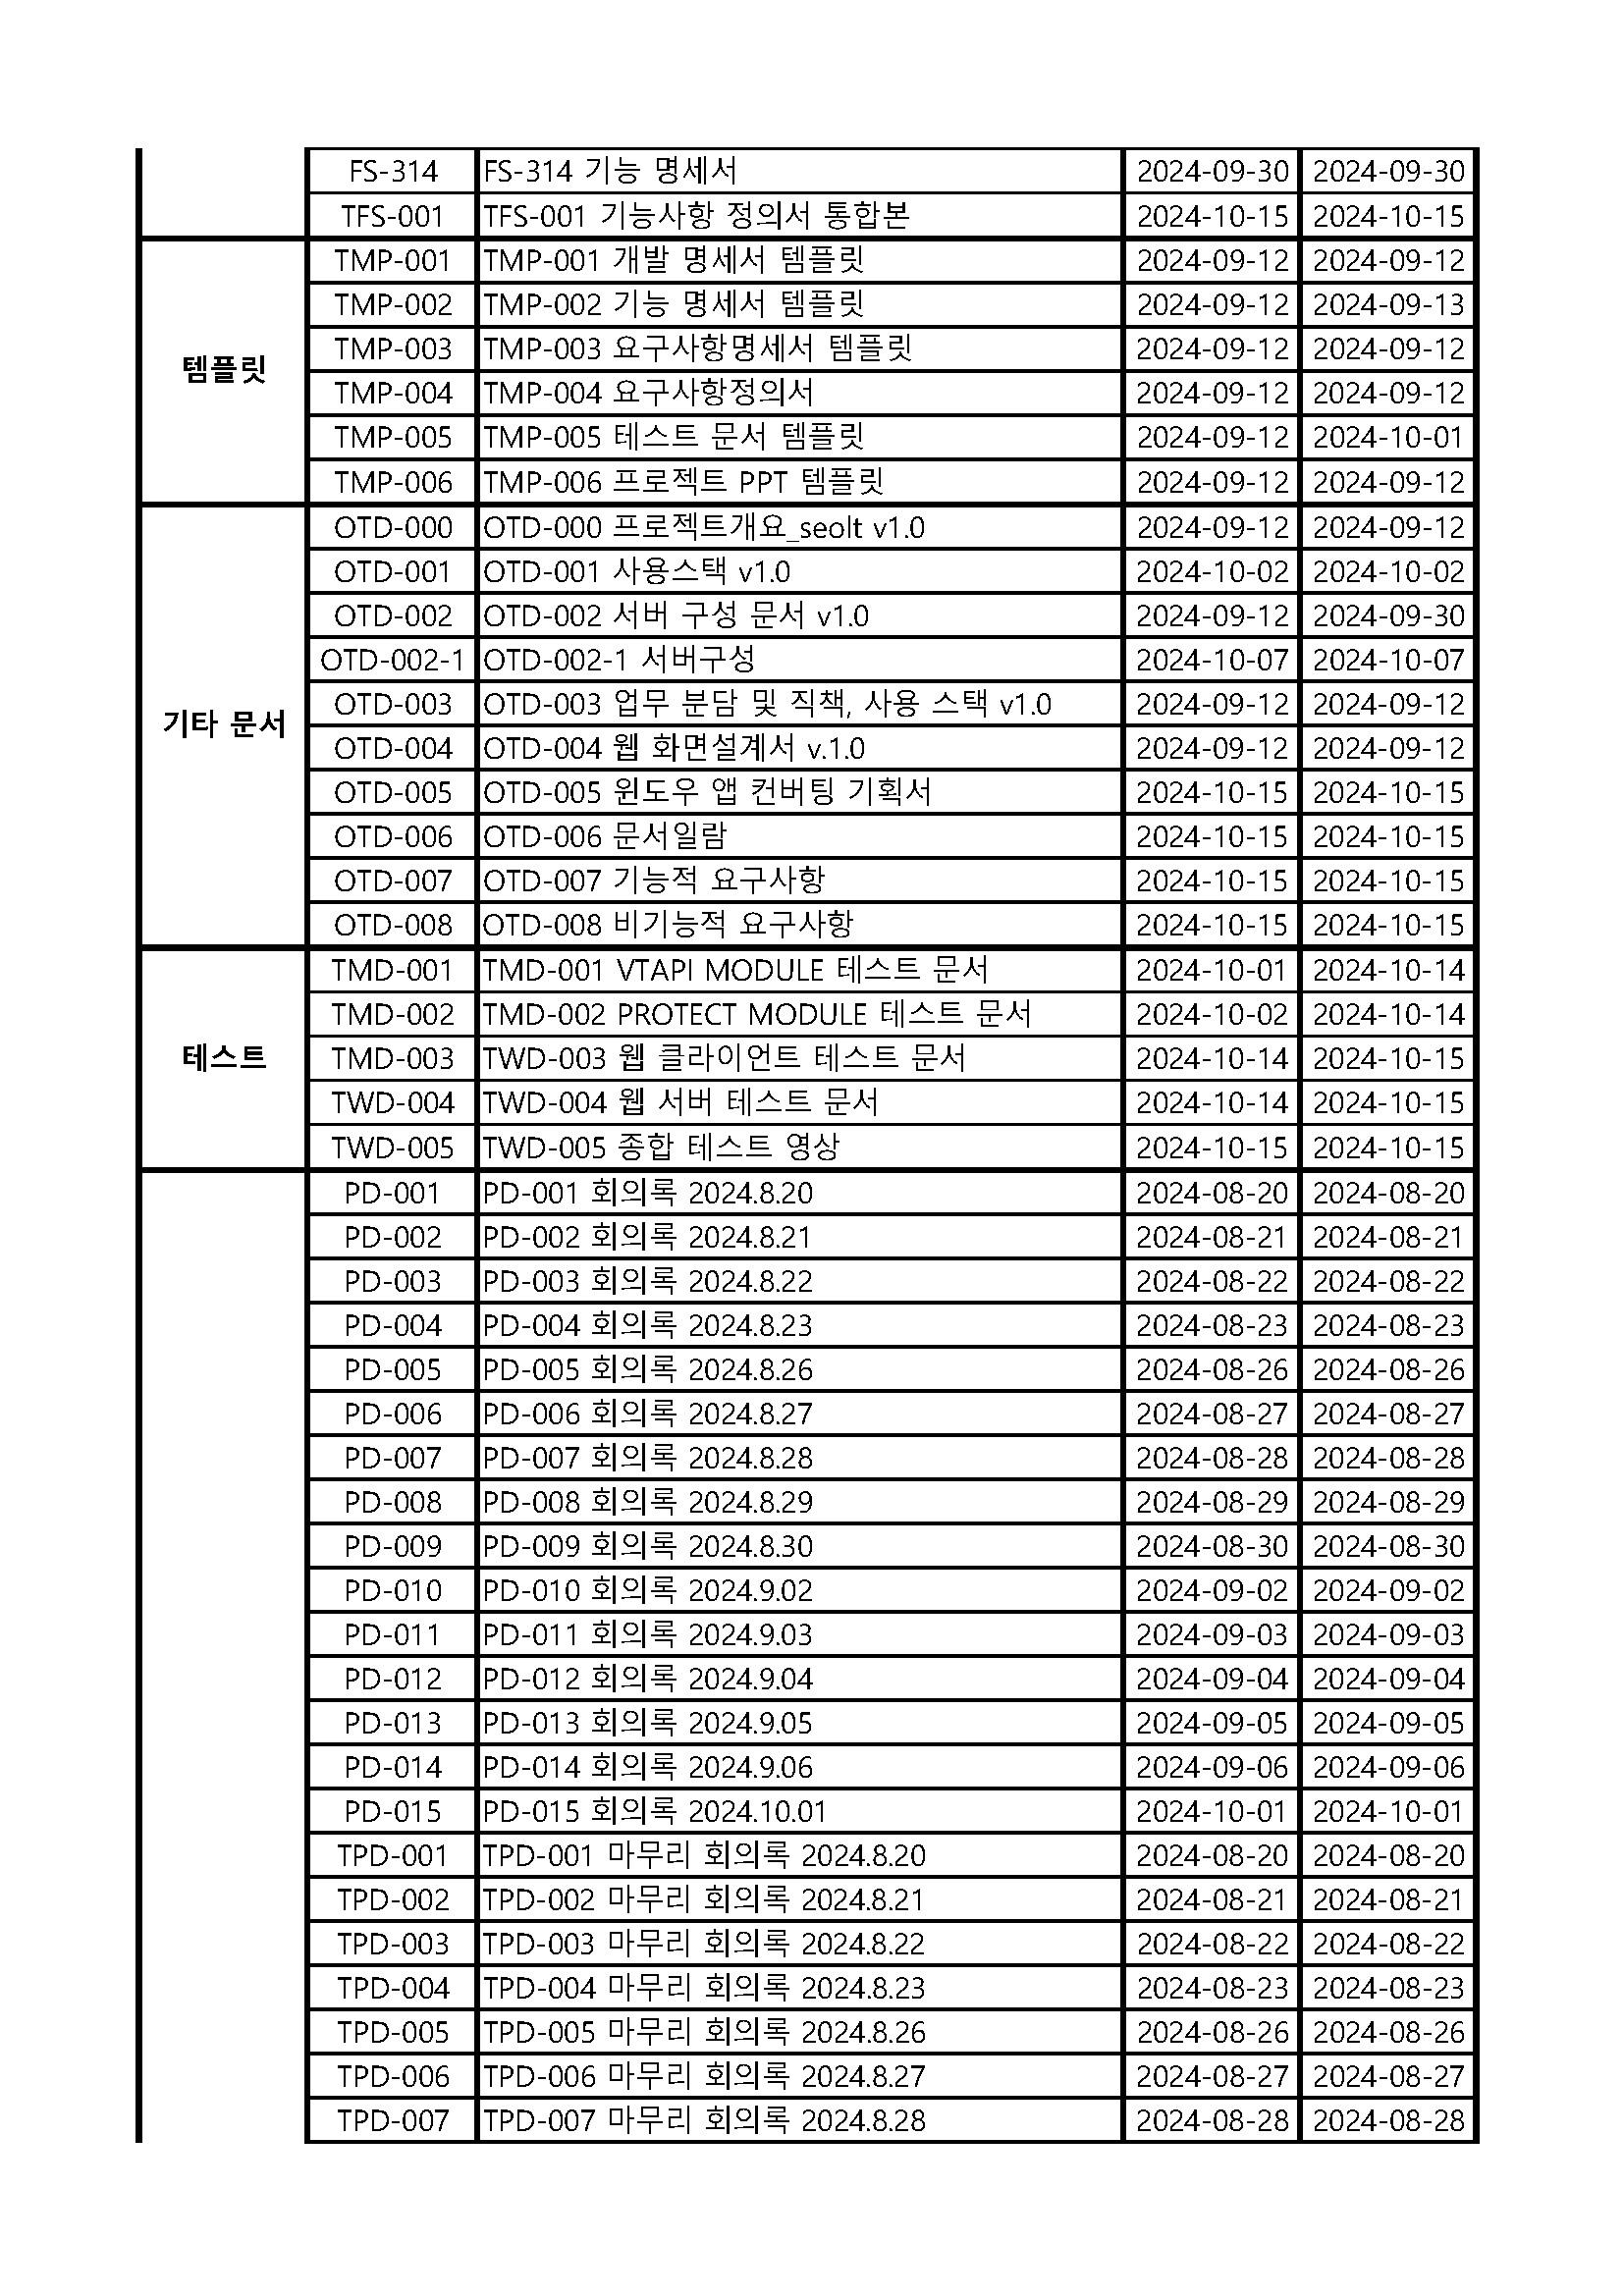 FS-314 FS-314 기능 명세서 2024-09-30 2024-09-30
TFS-001 TFS-001 기능사항 정의서 통합본 2024-10-15 2024-10-15
템플릿
TMP-001 TMP-001 개발 명세서 템플릿 2024-09-12 2024-09-12
TMP-002 TMP-002 기능 명세서 템플릿 2024-09-12 2024-09-13
TMP-003 TMP-003 요구사항명세서 템플릿 2024-09-12 2024-09-12
TMP-004 TMP-004 요구사항정의서 2024-09-12 2024-09-12
TMP-005 TMP-005 테스트 문서 템플릿 2024-09-12 2024-10-01
TMP-006 TMP-006 프로젝트 PPT 템플릿 2024-09-12 2024-09-12
기타 문서
OTD-000 OTD-000 프로젝트개요_seolt v1.0 2024-09-12 2024-09-12
OTD-001 OTD-001 사용스택 v1.0 2024-10-02 2024-10-02
OTD-002 OTD-002 서버 구성 문서 v1.0 2024-09-12 2024-09-30
OTD-002-1 OTD-002-1 서버구성 2024-10-07 2024-10-07
OTD-003 OTD-003 업무 분담 및 직책, 사용 스택 v1.0 2024-09-12 2024-09-12
OTD-004 OTD-004 웹 화면설계서 v.1.0 2024-09-12 2024-09-12
OTD-005 OTD-005 윈도우 앱 컨버팅 기획서 2024-10-15 2024-10-15
OTD-006 OTD-006 문서일람 2024-10-15 2024-10-15
OTD-007 OTD-007 기능적 요구사항 2024-10-15 2024-10-15
OTD-008 OTD-008 비기능적 요구사항 2024-10-15 2024-10-15
테스트
TMD-001 TMD-001 VTAPI MODULE 테스트 문서 2024-10-01 2024-10-14
TMD-002 TMD-002 PROTECT MODULE 테스트 문서 2024-10-02 2024-10-14
TMD-003 TWD-003 웹 클라이언트 테스트 문서 2024-10-14 2024-10-15
TWD-004 TWD-004 웹 서버 테스트 문서 2024-10-14 2024-10-15
TWD-005 TWD-005 종합 테스트 영상 2024-10-15 2024-10-15
PD-001 PD-001 회의록 2024.8.20 2024-08-20 2024-08-20
PD-002 PD-002 회의록 2024.8.21 2024-08-21 2024-08-21
PD-003 PD-003 회의록 2024.8.22 2024-08-22 2024-08-22
PD-004 PD-004 회의록 2024.8.23 2024-08-23 2024-08-23
PD-005 PD-005 회의록 2024.8.26 2024-08-26 2024-08-26
PD-006 PD-006 회의록 2024.8.27 2024-08-27 2024-08-27
PD-007 PD-007 회의록 2024.8.28 2024-08-28 2024-08-28
PD-008 PD-008 회의록 2024.8.29 2024-08-29 2024-08-29
PD-009 PD-009 회의록 2024.8.30 2024-08-30 2024-08-30
PD-010 PD-010 회의록 2024.9.02 2024-09-02 2024-09-02
PD-011 PD-011 회의록 2024.9.03 2024-09-03 2024-09-03
PD-012 PD-012 회의록 2024.9.04 2024-09-04 2024-09-04
PD-013 PD-013 회의록 2024.9.05 2024-09-05 2024-09-05
PD-014 PD-014 회의록 2024.9.06 2024-09-06 2024-09-06
PD-015 PD-015 회의록 2024.10.01 2024-10-01 2024-10-01
TPD-001 TPD-001 마무리 회의록 2024.8.20 2024-08-20 2024-08-20
TPD-002 TPD-002 마무리 회의록 2024.8.21 2024-08-21 2024-08-21
TPD-003 TPD-003 마무리 회의록 2024.8.22 2024-08-22 2024-08-22
TPD-004 TPD-004 마무리 회의록 2024.8.23 2024-08-23 2024-08-23
TPD-005 TPD-005 마무리 회의록 2024.8.26 2024-08-26 2024-08-26
TPD-006 TPD-006 마무리 회의록 2024.8.27 2024-08-27 2024-08-27
TPD-007 TPD-007 마무리 회의록 2024.8.28 2024-08-28 2024-08-28